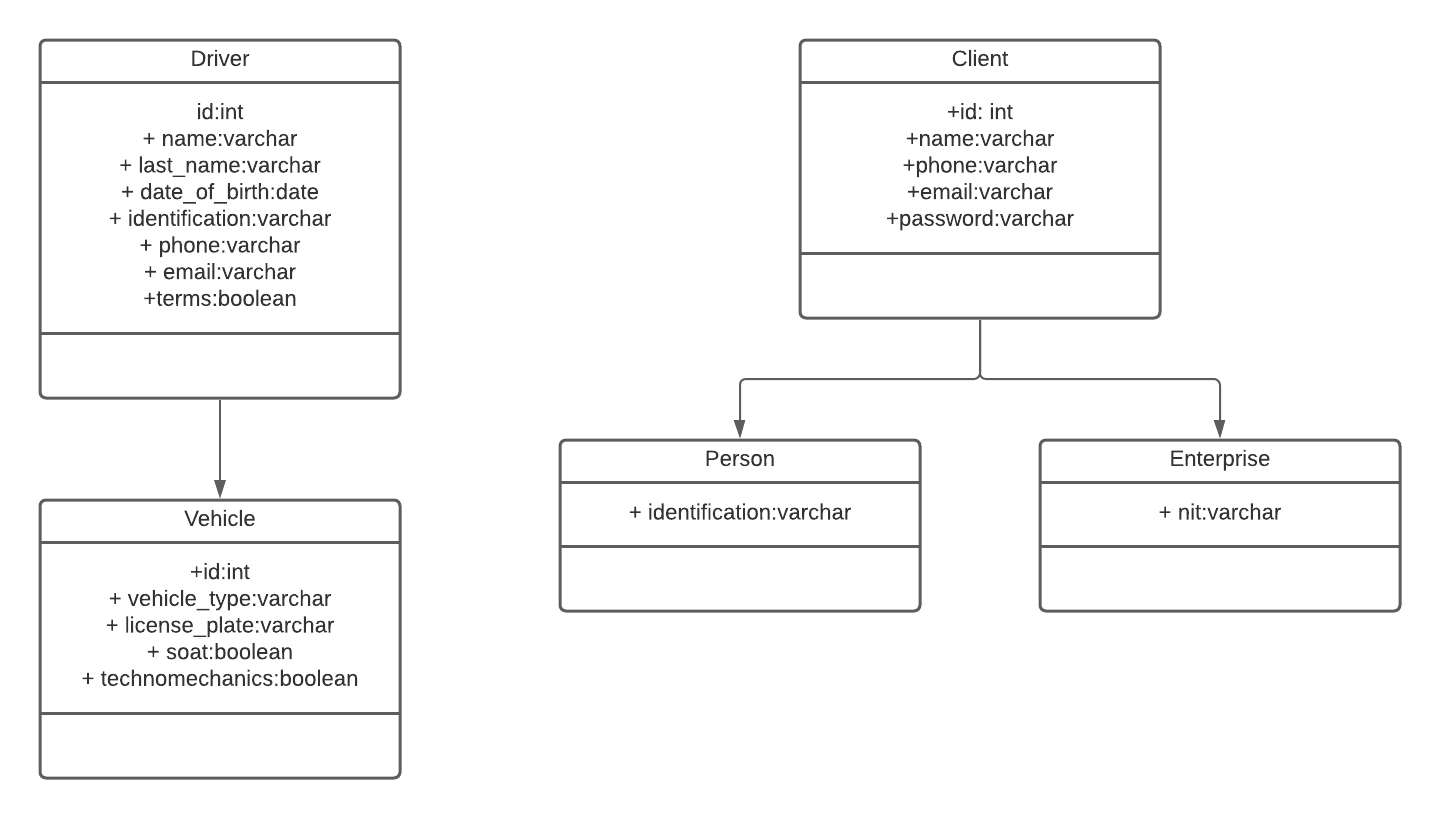 Driver
id:int
+ name:varchar
+ last_name:varchar
+ date_of_birth:date
+ identification:varchar
+ phone:varchar
+ email:varchar
+terms:boolean
Vehicle
+id:int
+ vehicle_type:varchar
+ license_plate:varchar
+ soat:boolean
+ technomechanics:boolean
Client
+id: int
+name:varchar
+phone:varchar
+email:varchar
+password:varchar
Person
+ identification:varchar
Enterprise
+ nit:varchar